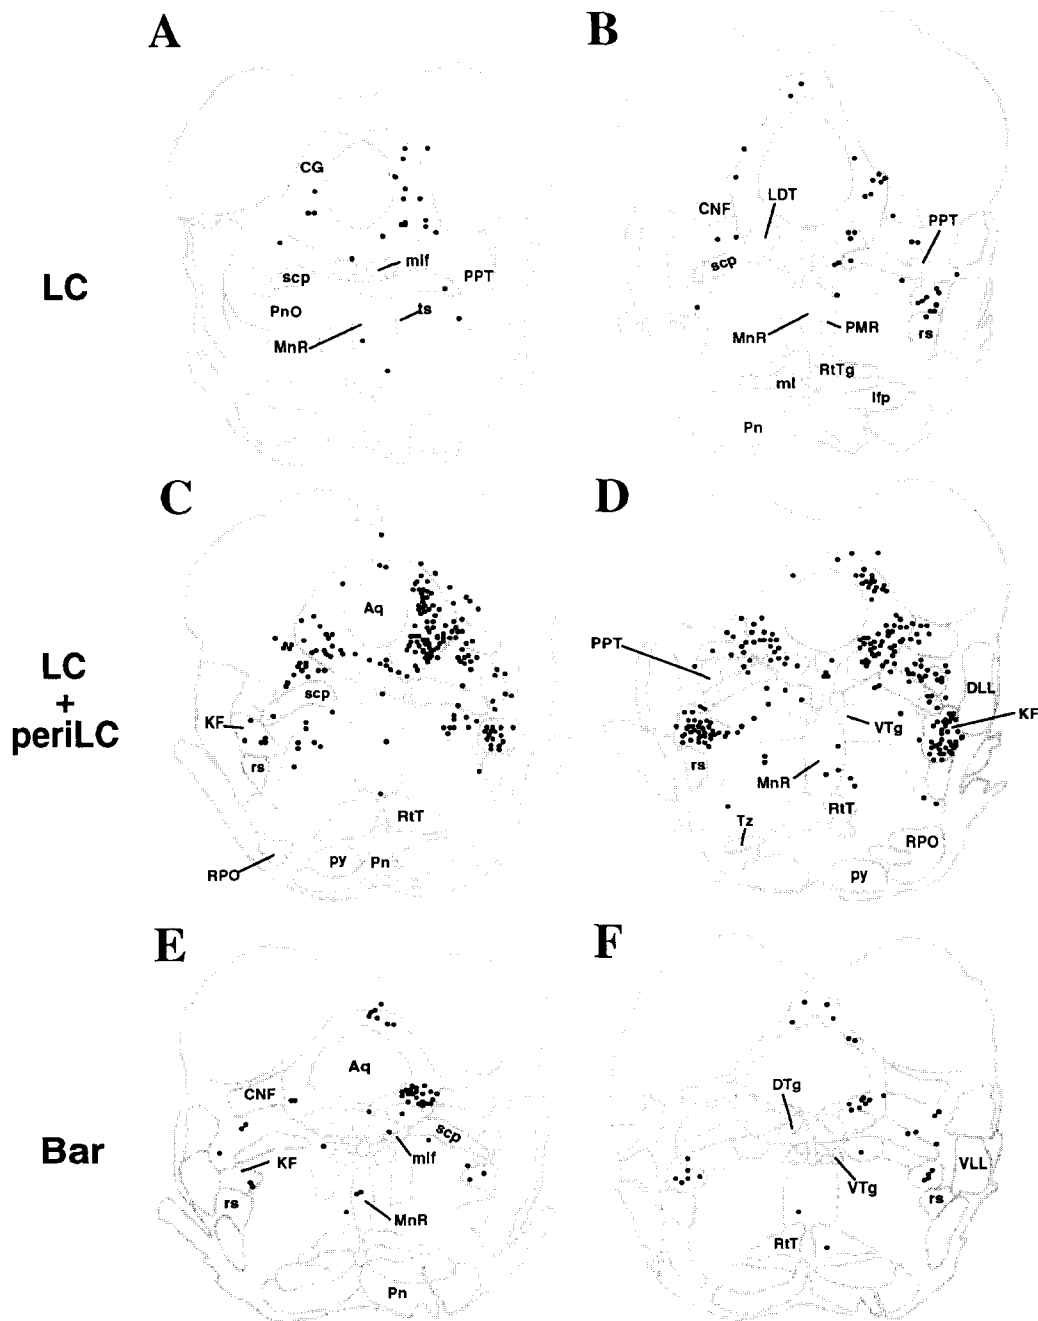 A
B
CG
scp
mlf
PPT
PnO
ts
MnR
LC
CNF
LDT
PPT
scp
MnR
PMR
rs
RtTg
ml
lfp
Pn
C
D
Aq
scp
KF
rs
RtT
RPO
py
Pn
LC
+
periLC
PPT
DLL
KF
VTg
rs
MnR
RtT
Tz
RPO
py
E
F
Aq
CNF
scp
mlf
KF
rs
MnR
Pn
Bar
DTg
VLL
VTg
rs
RtT